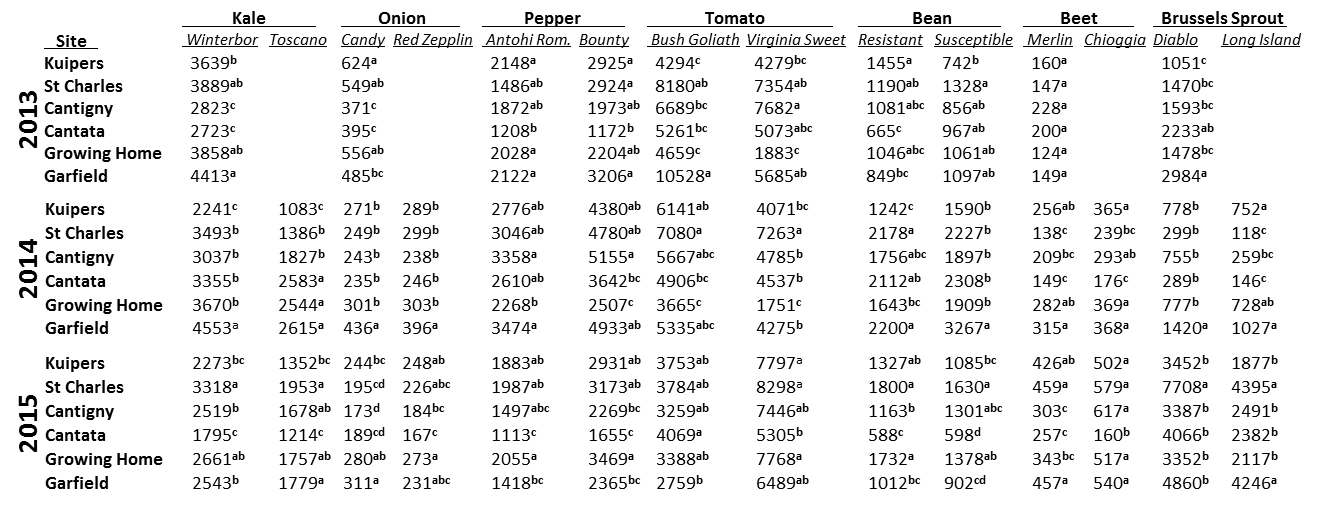 Kale Onion Pepper Tomato Bean Beet Brussels Sprout
Site Winterbor Toscano Candy Red Zepplin Antohi Rom. Bounty Bush Goliath Virginia Sweet Resistant Susceptible Merlin Chioggia Diablo Long Island
2013
Kuipers 3639b 624a 2148a 2925a 4294c 4279bc 1455a 742b 160a 1051c
St Charles 3889ab 549ab 1486ab 2924a 8180ab 7354ab 1190ab 1328a 147a 1470bc
Cantigny 2823c 371c 1872ab 1973ab 6689bc 7682a 1081abc 856ab 228a 1593bc
Cantata 2723c 395c 1208b 1172b 5261bc 5073abc 665c 967ab 200a 2233ab
Growing Home 3858ab 556ab 2028a 2204ab 4659c 1883c 1046abc 1061ab 124a 1478bc
Garfield 4413a 485bc 2122a 3206a 10528a 5685ab 849bc 1097ab 149a 2984a
2014
Kuipers 2241c 1083c 271b 289b 2776ab 4380ab 6141ab 4071bc 1242c 1590b 256ab 365a 778b 752a
St Charles 3493b 1386b 249b 299b 3046ab 4780ab 7080a 7263a 2178a 2227b 138c 239bc 299b 118c
Cantigny 3037b 1827b 243b 238b 3358a 5155a 5667abc 4785b 1756abc 1897b 209bc 293ab 755b 259bc
Cantata 3355b 2583a 235b 246b 2610ab 3642bc 4906bc 4537b 2112ab 2308b 149c 176c 289b 146c
Growing Home 3670b 2544a 301b 303b 2268b 2507c 3665c 1751c 1643bc 1909b 282ab 369a 777b 728ab
Garfield 4553a 2615a 436a 396a 3474a 4933ab 5335abc 4275b 2200a 3267a 315a 368a 1420a 1027a
2015
Kuipers 2273bc 1352bc 244bc 248ab 1883ab 2931ab 3753ab 7797a 1327ab 1085bc 426ab 502a 3452b 1877b
St Charles 3318a 1953a 195cd 226abc 1987ab 3173ab 3784ab 8298a 1800a 1630a 459a 579a 7708a 4395a
Cantigny 2519b 1678ab 173d 184bc 1497abc 2269bc 3259ab 7446ab 1163b 1301abc 303c 617a 3387b 2491b
Cantata 1795c 1214c 189cd 167c 1113c 1655c 4069a 5305b 588c 598d 257c 160b 4066b 2382b
Growing Home 2661ab 1757ab 280ab 273a 2055a 3469a 3388ab 7768a 1732a 1378ab 343bc 517a 3352b 2117b
Garfield 2543b 1779a 311a 231abc 1418bc 2365bc 2759b 6489ab 1012bc 902cd 457a 540a 4860b 4246a